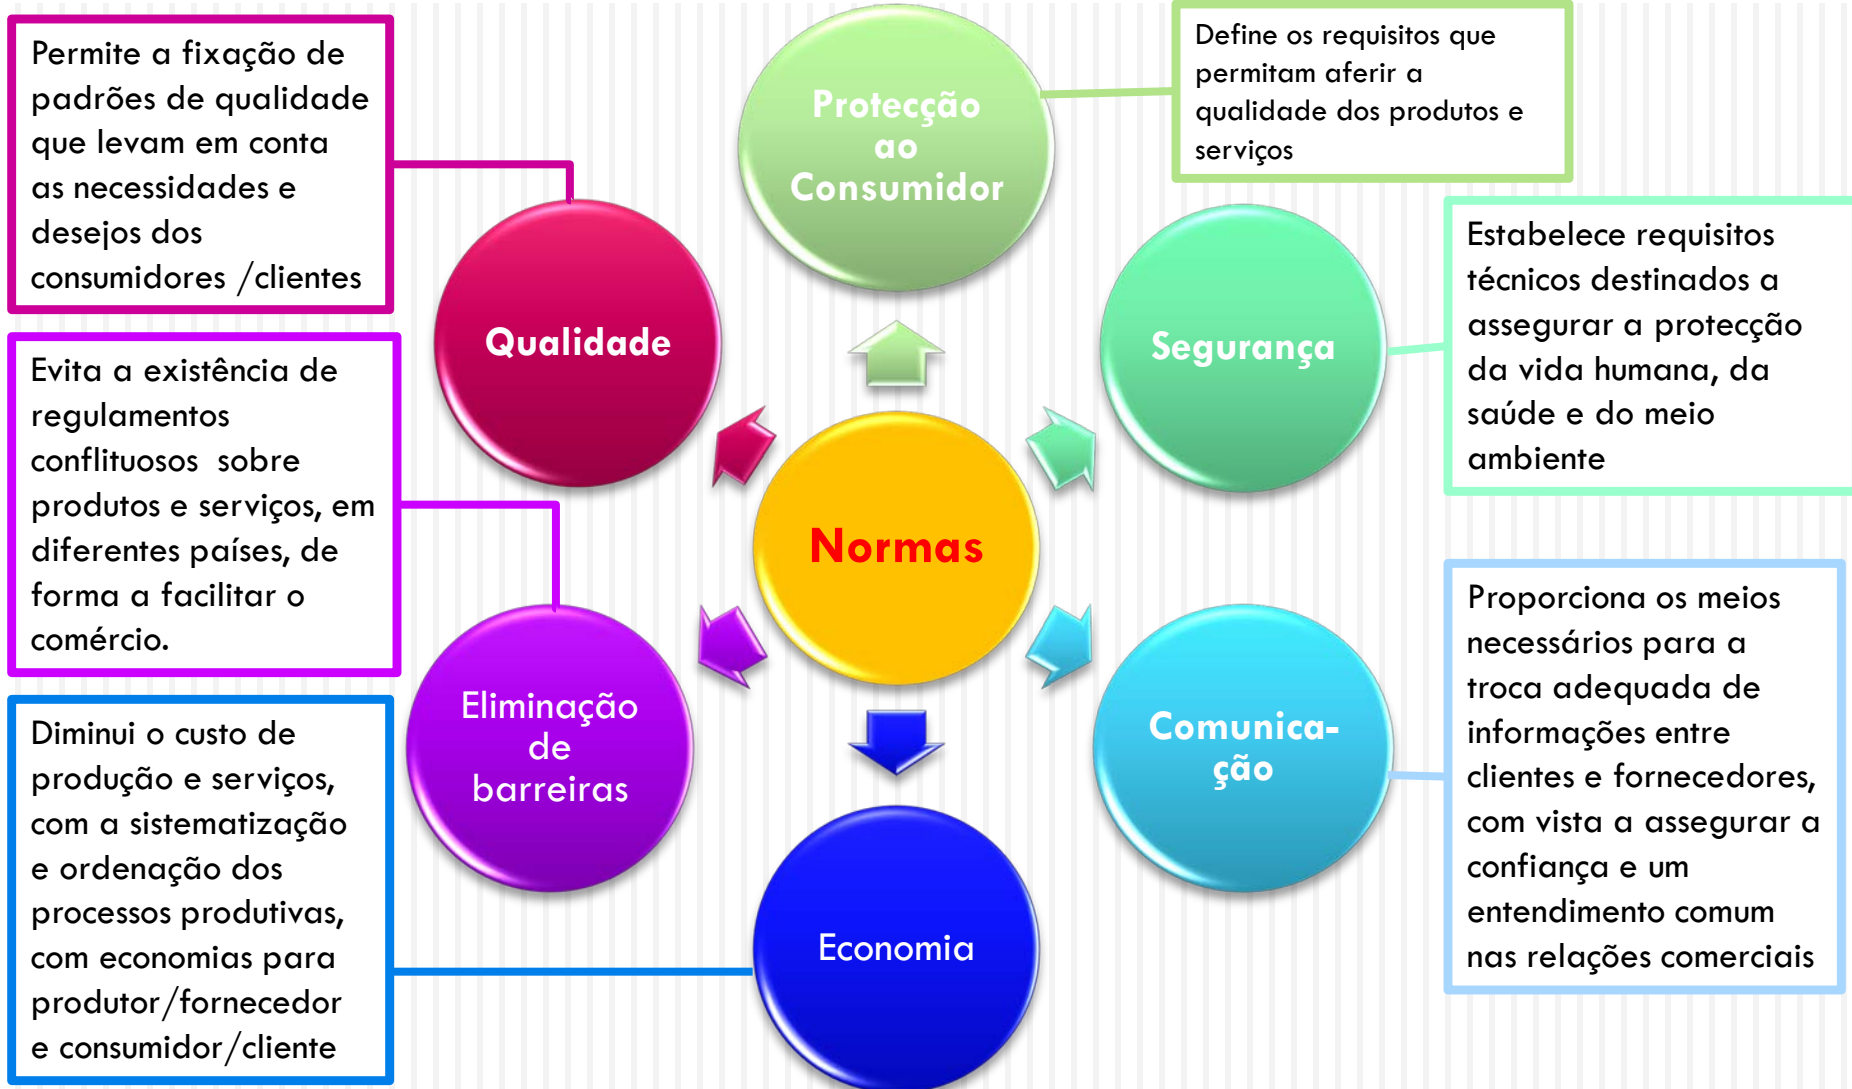 Permite a fixação de
padrões de qualidade
que levam em conta
as necessidades e
desejos dos
consumidores /clientes
Protecção
ao
Consumidor
Define os requisitos que
permitam aferir a
qualidade dos produtos e
serviços
Qualidade
Segurança
Estabelece requisitos
técnicos destinados a
assegurar a protecção
da vida humana, da
saúde e do meio
ambiente
Evita a existência de
regulamentos
conflituosos sobre
produtos e serviços, em
diferentes países, de
forma a facilitar o
comércio.
Normas
Eliminação
de
barreiras
Comunica-
ção
Proporciona os meios
necessários para a
troca adequada de
informações entre
clientes e fornecedores,
com vista a assegurar a
confiança e um
entendimento comum
nas relações comerciais
Diminui o custo de
produção e serviços,
com a sistematização
e ordenação dos
processos produtivas,
com economias para
produtor/fornecedor
e consumidor/cliente
Economia